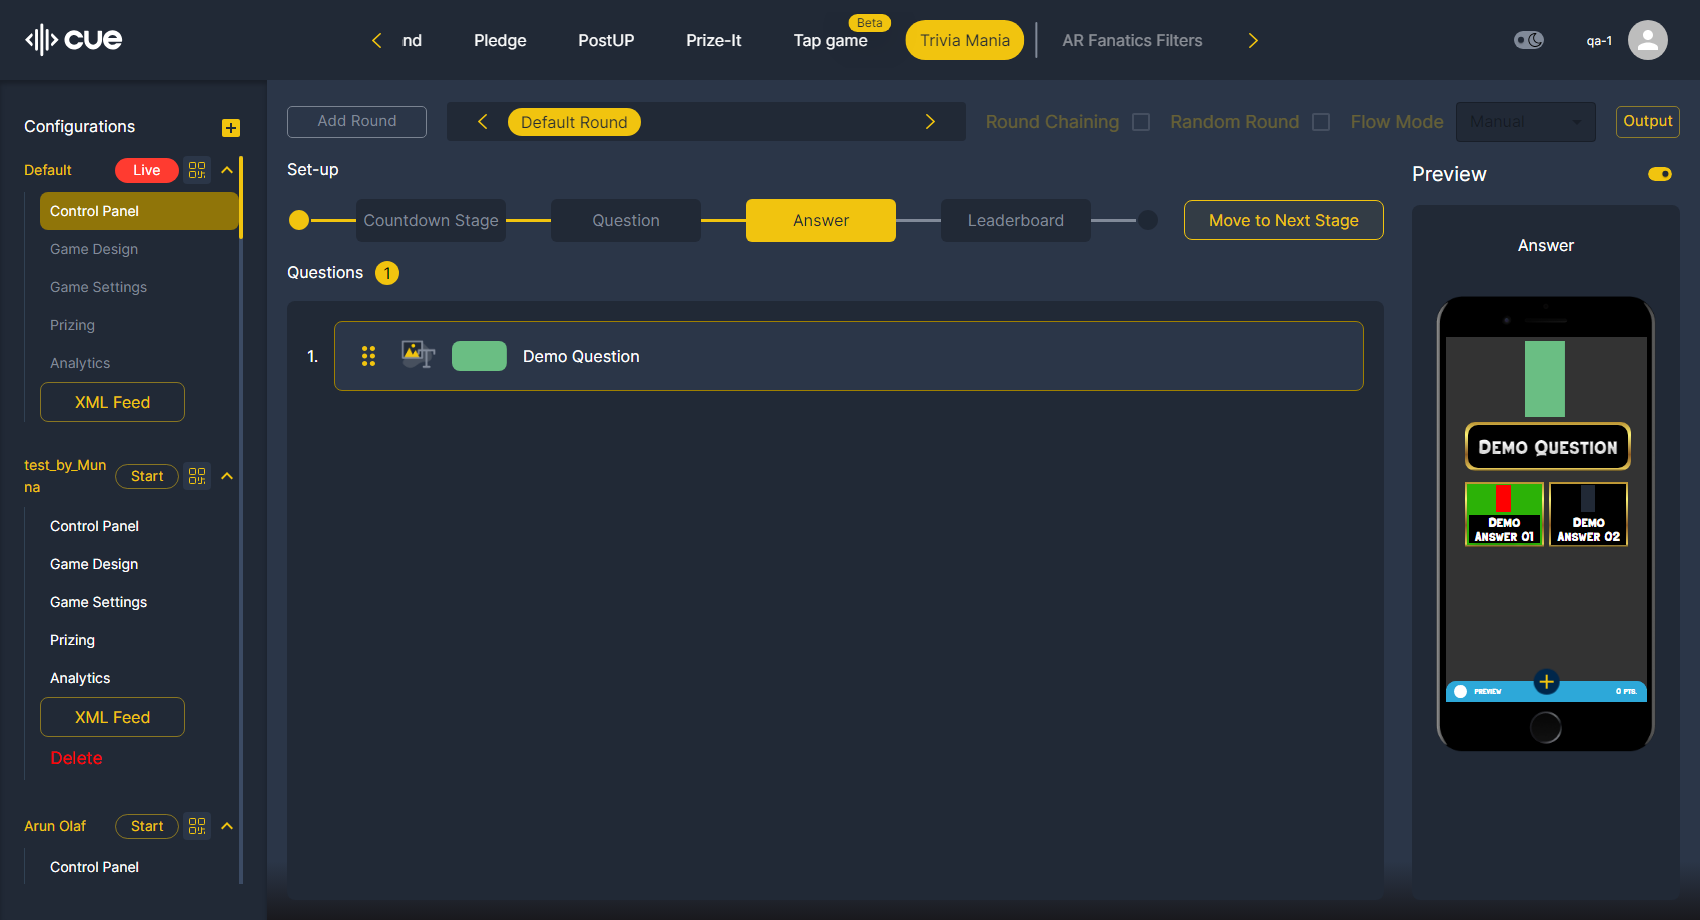 cue
nd
Pledge
PostUP
Prize-It
Tap game
Beta
Trivia Mania
AR Fanatics Filters
qa-1
Configurations
Default
Live
Control Panel
Game Design
Game Settings
Prizing
Analytics
XML Feed
test_by_Mun
na
Start
Control Panel
Game Design
Game Settings
Prizing
Analytics
XML Feed
Delete
Arun Olaf
Start
Control Panel
Add Round
Default Round
Round Chaining
Random Round
Flow Mode
Manual
Output
Set-up
Countdown Stage
Question
Answer
Leaderboard
Move to Next Stage
Questions 1
1.
Demo Question
Preview
Answer
DEMO QUESTION
DEMO
ANSWER 01
DEMO
ANSWER 02
PREVIEW
0 PTS.